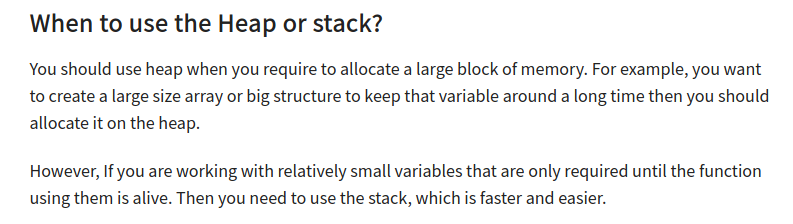 When to use the Heap or stack?
You should use heap when you require to allocate a large block of memory. For example, you want
to create a large size array or big structure to keep that variable around a long time then you should
allocate it on the heap.
However, If you are working with relatively small variables that are only required until the function
using them is alive. Then you need to use the stack, which is faster and easier.